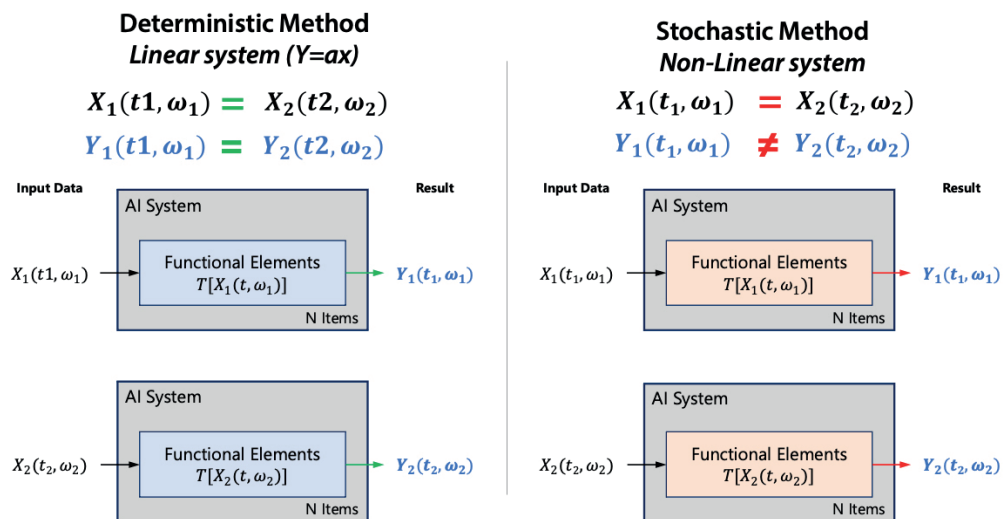 Deterministic Method
Linear system (Y=ax)
X₁(t1, ω₁) = X₂(t2, ω₂)
Y₁(t1, ω₁) = Y₂(t2, ω₂)
Input Data
Result
AI System
X₁(t1, ω₁)
Functional Elements
T[X₁(t, ω₁)]
Y₁(t₁, ω₁)
N Items
AI System
X₂(t₂, ω₂)
Functional Elements
T[X₂(t, ω₂)]
Y₂(t₂, ω₂)
N Items
Stochastic Method
Non-Linear system
X₁(t₁, ω₁) = X₂(t₂, ω₂)
Y₁(t₁, ω₁) ≠ Y₂(t₂, ω₂)
Input Data
Result
AI System
X₁(t₁, ω₁)
Functional Elements
T[X₁(t, ω₁)]
Y₁(t₁, ω₁)
N Items
AI System
X₂(t₂, ω₂)
Functional Elements
T[X₂(t, ω₂)]
Y₂(t₂, ω₂)
N Items